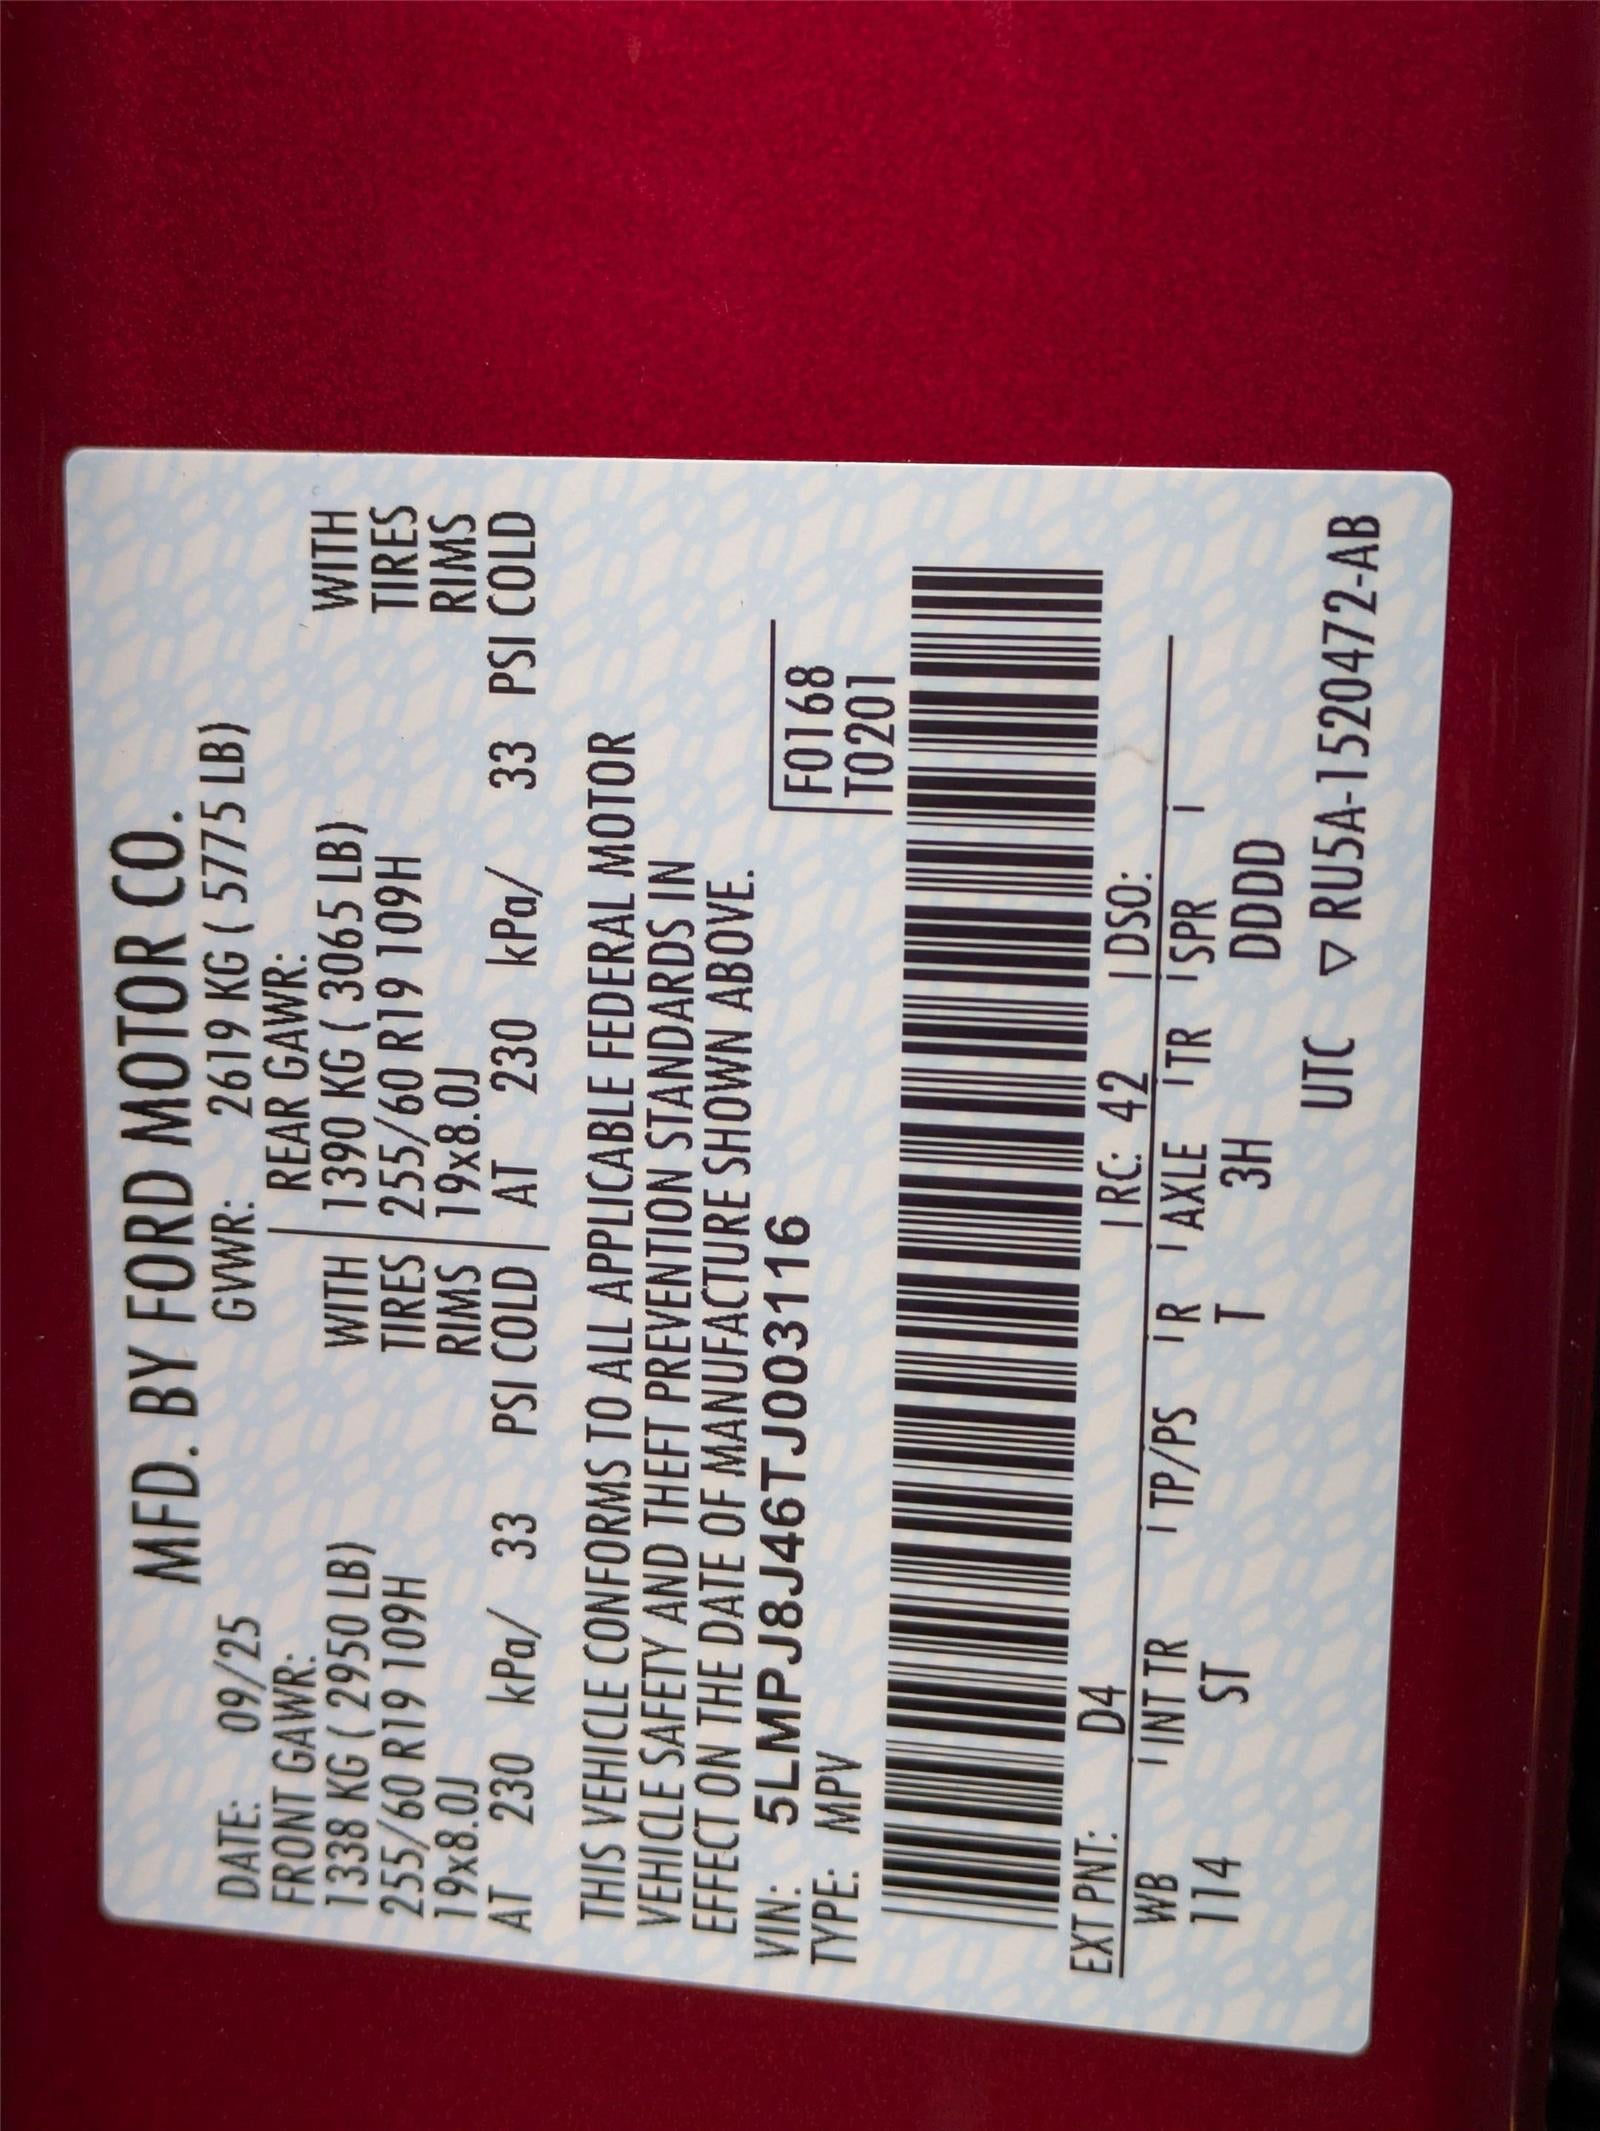 MFD. BY FORD MOTOR CO.
DATE: 09/25 GVWR: 2619 KG ( 5775 LB)
FRONT GAWR: REAR GAWR:
1338 KG ( 2950 LB) WITH 1390 KG ( 3065 LB) WITH
255/60 R19 109H TIRES 255/60 R19 109H TIRES
19x8.0J RIMS 19x8.0J RIMS
AT 230 kPa/ 33 PSI COLD AT 230 kPa/ 33 PSI COLD
THIS VEHICLE CONFORMS TO ALL APPLICABLE FEDERAL MOTOR
VEHICLE SAFETY AND THEFT PREVENTION STANDARDS IN
EFFECT ON THE DATE OF MANUFACTURE SHOWN ABOVE.
VIN: 5LMPJ8J46TJ003116 F0168
TYPE: MPV T0201
EXT PNT: D4 RC: 42 DSO:
WB INT TR TP/PS R AXLE TR SPR
114 ST T 3H DDDD
UTC ▽ RU5A-1520472-AB